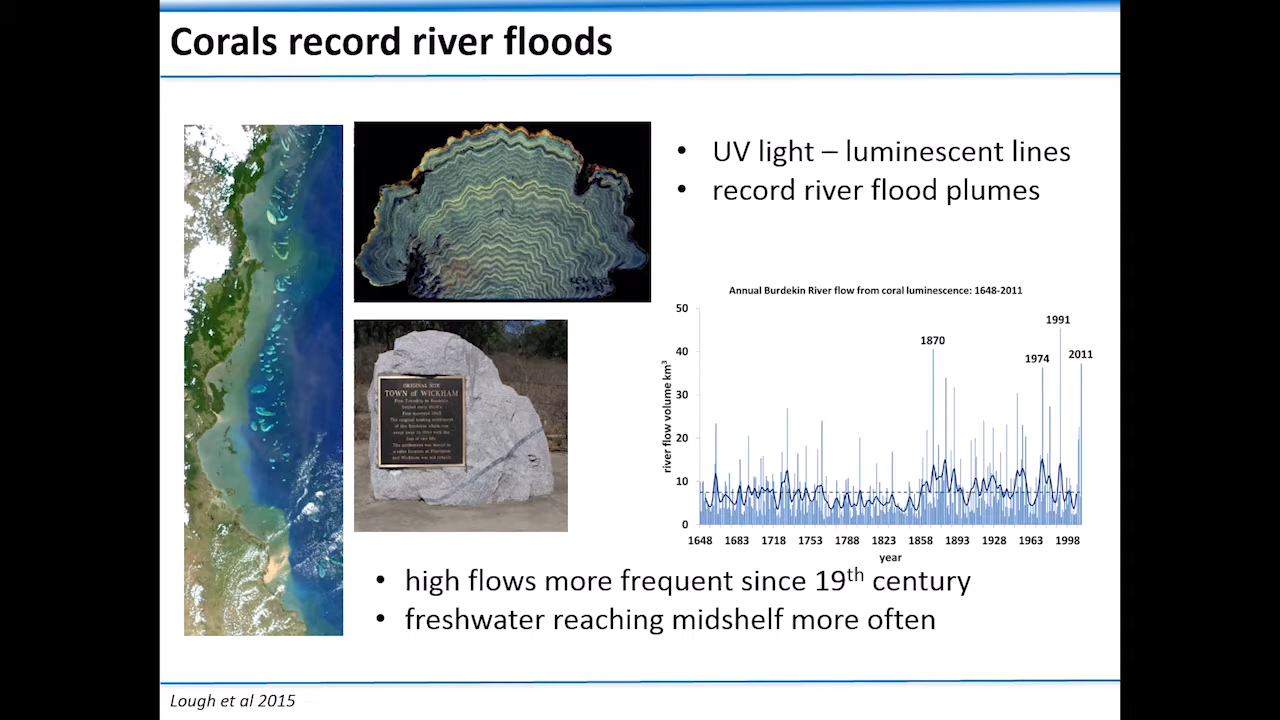 Corals record river floods
• UV light – luminescent lines
• record river flood plumes
ORIGINAL SITE
TOWN of WICKHAM
Annual Burdekin River flow from coral luminescence: 1648-2011
river flow volume km³
50
40
30
20
10
0
1870
1974
1991
2011
1648 1683 1718 1753 1788 1823 1858 1893 1928 1963 1998
year
• high flows more frequent since 19th century
• freshwater reaching midshelf more often
Lough et al 2015